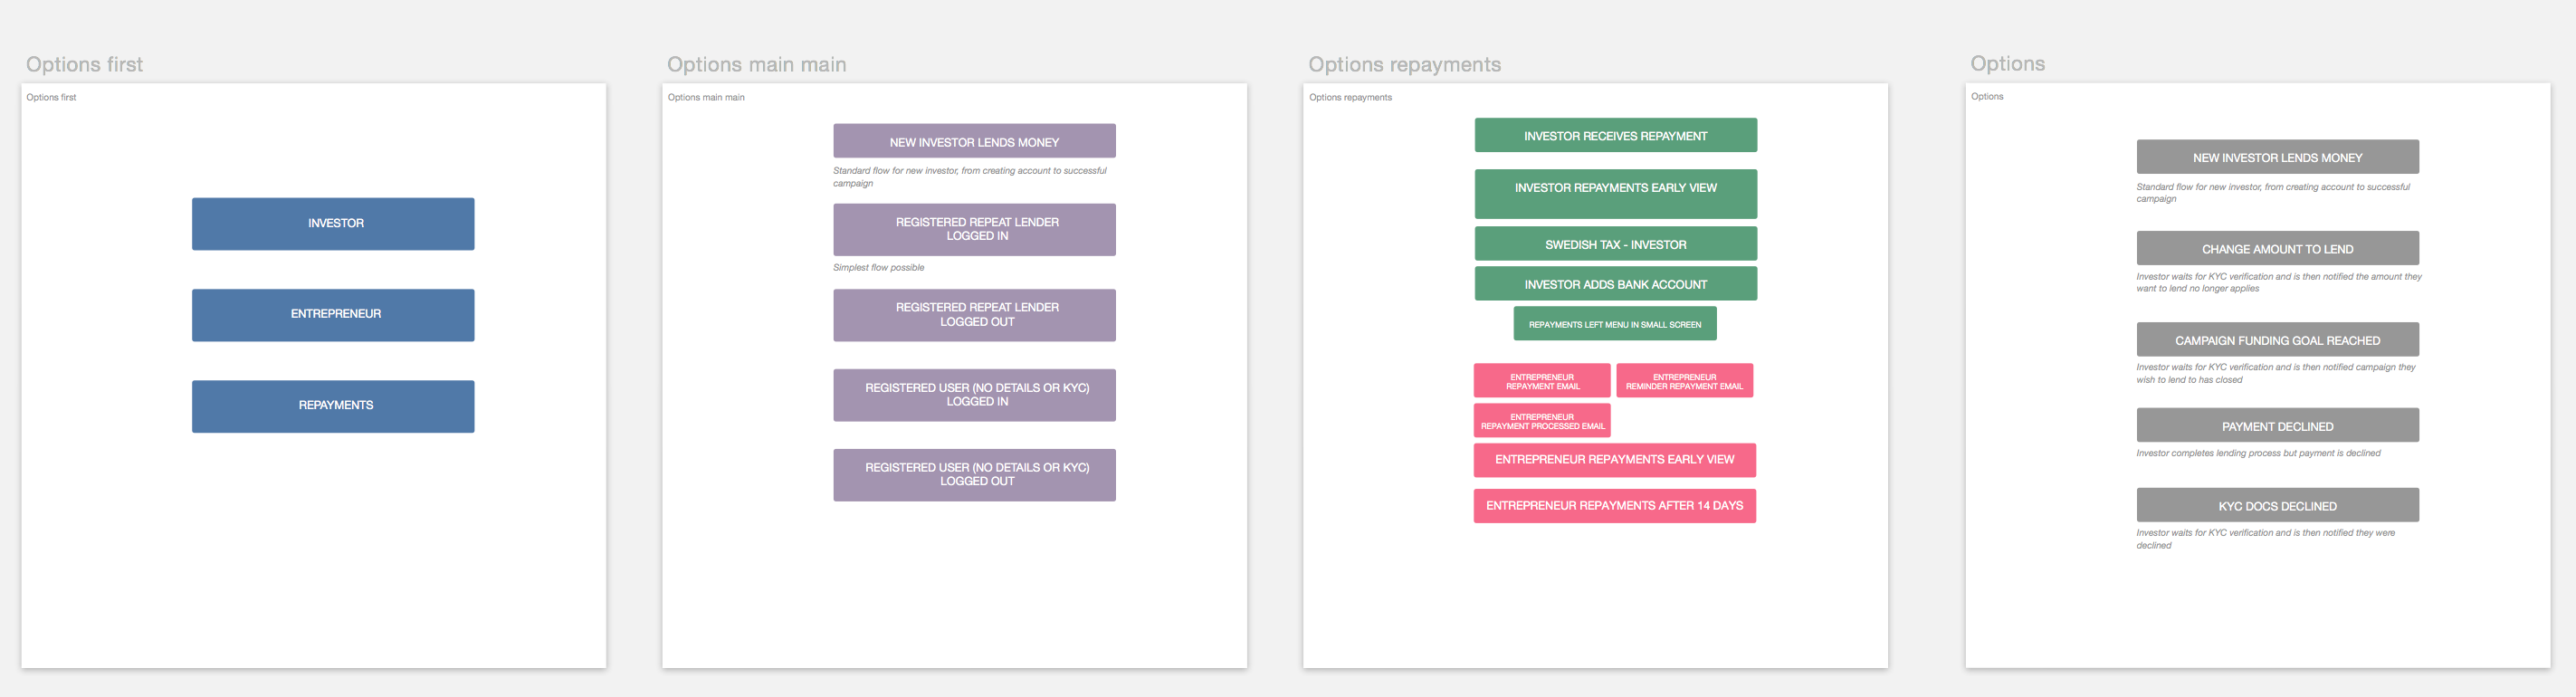 Options first
Options first
INVESTOR
ENTREPRENEUR
REPAYMENTS
Options main main
Options main main
NEW INVESTOR LENDS MONEY
Standard flow for new investor, from creating account to successful
campaign
REGISTERED REPEAT LENDER
LOGGED IN
Simplest flow possible
REGISTERED REPEAT LENDER
LOGGED OUT
REGISTERED USER (NO DETAILS OR KYC)
LOGGED IN
REGISTERED USER (NO DETAILS OR KYC)
LOGGED OUT
Options repayments
Options repayments
INVESTOR RECEIVES REPAYMENT
INVESTOR REPAYMENTS EARLY VIEW
SWEDISH TAX - INVESTOR
INVESTOR ADDS BANK ACCOUNT
REPAYMENTS LEFT MENU IN SMALL SCREEN
ENTREPRENEUR
REPAYMENT EMAIL
ENTREPRENEUR
REMINDER REPAYMENT EMAIL
ENTREPRENEUR
REPAYMENT PROCESSED EMAIL
ENTREPRENEUR REPAYMENTS EARLY VIEW
ENTREPRENEUR REPAYMENTS AFTER 14 DAYS
Options
Options
NEW INVESTOR LENDS MONEY
Standard flow for new investor, from creating account to successful
campaign
CHANGE AMOUNT TO LEND
Investor waits for KYC verification and is then notified the amount they
want to lend no longer applies
CAMPAIGN FUNDING GOAL REACHED
Investor waits for KYC verification and is then notified campaign they
wish to lend to has closed
PAYMENT DECLINED
Investor completes lending process but payment is declined
KYC DOCS DECLINED
Investor waits for KYC verification and is then notified they were
declined